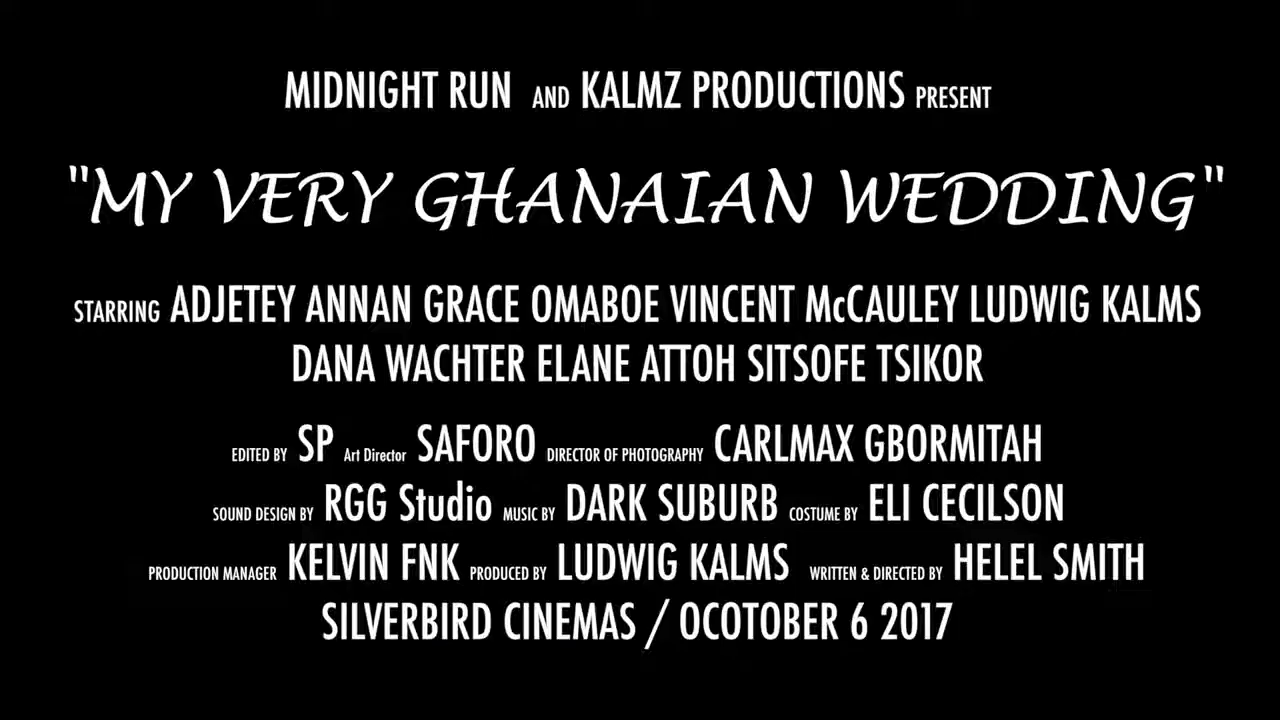 MIDNIGHT RUN AND KALMZ PRODUCTIONS PRESENT
"MY VERY GHANAIAN WEDDING"
STARRING ADJETEY ANNAN GRACE OMABOE VINCENT McCAULEY LUDWIG KALMS
DANA WACHTER ELANE ATTOH SITSOFE TSIKOR
EDITED BY SP Art Director SAFORO DIRECTOR OF PHOTOGRAPHY CARLMAX GBORMITAH
SOUND DESIGN BY RGG Studio MUSIC BY DARK SUBURB COSTUME BY ELI CECILSON
PRODUCTION MANAGER KELVIN FNK PRODUCED BY LUDWIG KALMS WRITTEN & DIRECTED BY HELEL SMITH
SILVERBIRD CINEMAS / OCOTOBER 6 2017